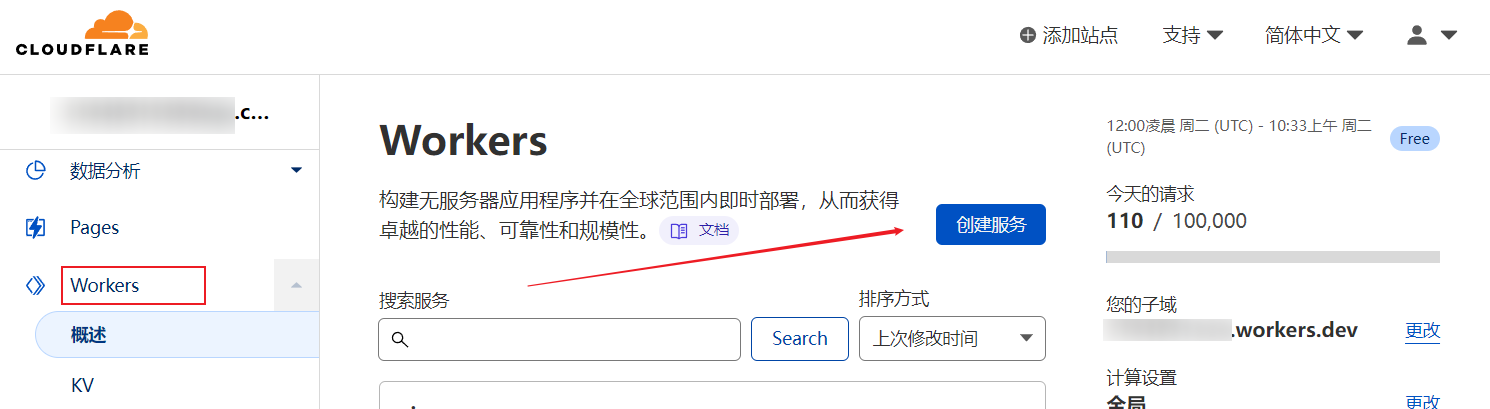 CLOUDFLARE
添加站点
支持
简体中文
.c...
数据分析
Pages
Workers
概述
KV
Workers
构建无服务器应用程序并在全球范围内即时部署，从而获得
卓越的性能、可靠性和规模性。 文档
创建服务
搜索服务
Search
排序方式
上次修改时间
12:00凌晨 周二 (UTC) - 10:33上午 周二
(UTC)
Free
今天的请求
110 / 100,000
您的子域
.workers.dev
更改
计算设置
全局
更改